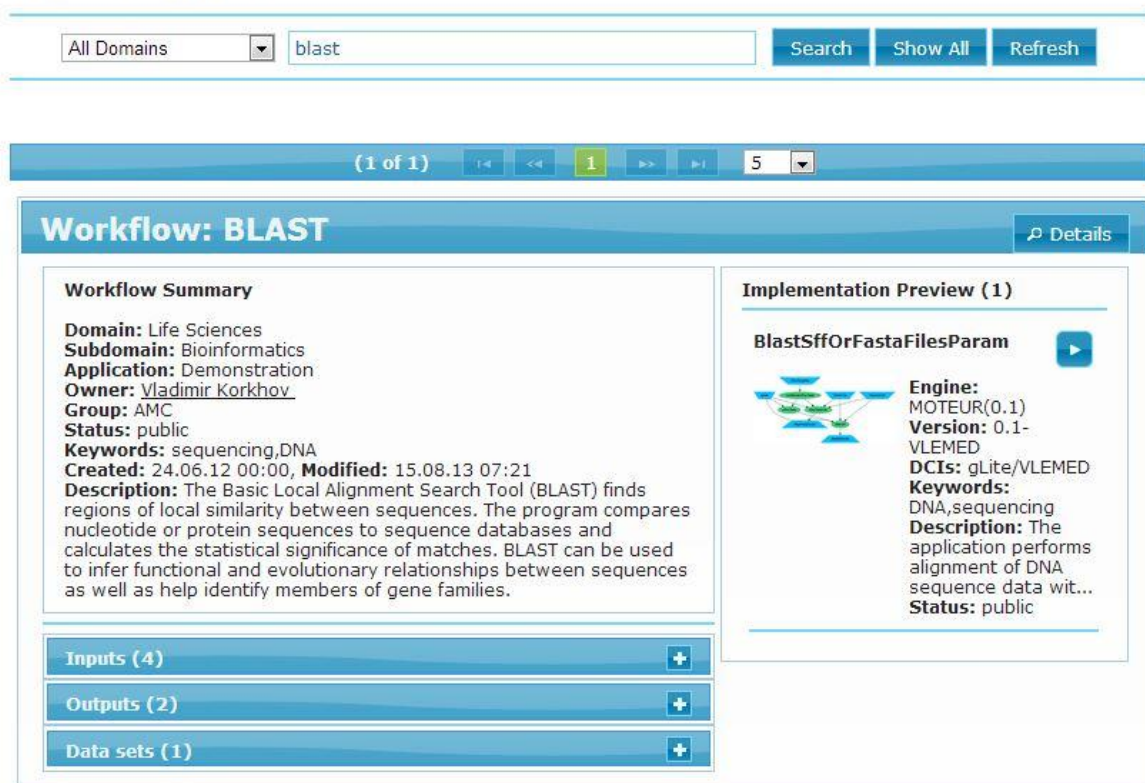 All Domains
blast
Search
Show All
Refresh
(1 of 1)
1
5
Workflow: BLAST
Details
Workflow Summary
Domain: Life Sciences
Subdomain: Bioinformatics
Application: Demonstration
Owner: Vladimir Korkhov
Group: AMC
Status: public
Keywords: sequencing,DNA
Created: 24.06.12 00:00, Modified: 15.08.13 07:21
Description: The Basic Local Alignment Search Tool (BLAST) finds
regions of local similarity between sequences. The program compares
nucleotide or protein sequences to sequence databases and
calculates the statistical significance of matches. BLAST can be used
to infer functional and evolutionary relationships between sequences
as well as help identify members of gene families.
Inputs (4)
Outputs (2)
Data sets (1)
Implementation Preview (1)
BlastSffOrFastaFilesParam
Engine:
MOTEUR(0.1)
Version: 0.1-
VLEMED
DCIs: gLite/VLEMED
Keywords:
DNA,sequencing
Description: The
application performs
alignment of DNA
sequence data wit...
Status: public